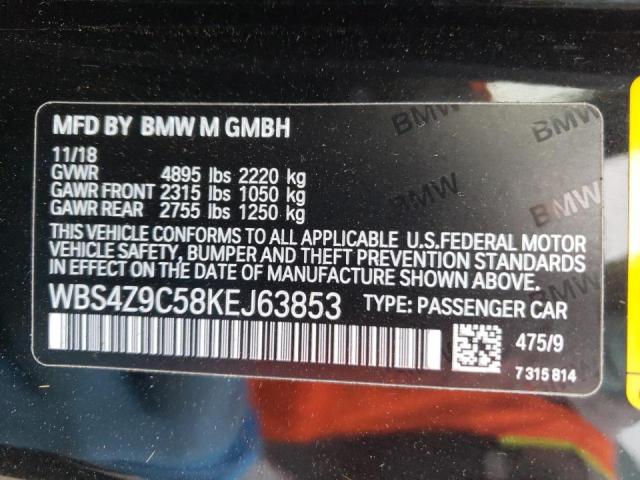 MFD BY BMW M GMBH
11/18
GVWR 4895 lbs 2220 kg
GAWR FRONT 2315 lbs 1050 kg
GAWR REAR 2755 lbs 1250 kg
THIS VEHICLE CONFORMS TO ALL APPLICABLE U.S.FEDERAL MOTOR
VEHICLE SAFETY, BUMPER AND THEFT PREVENTION STANDARDS
IN EFFECT ON THE DATE OF MANUFACTURE SHOWN ABOVE.
WBS4Z9C58KEJ63853 TYPE: PASSENGER CAR
475/9
7 315 814
BMW
BMW
BMW
BMW